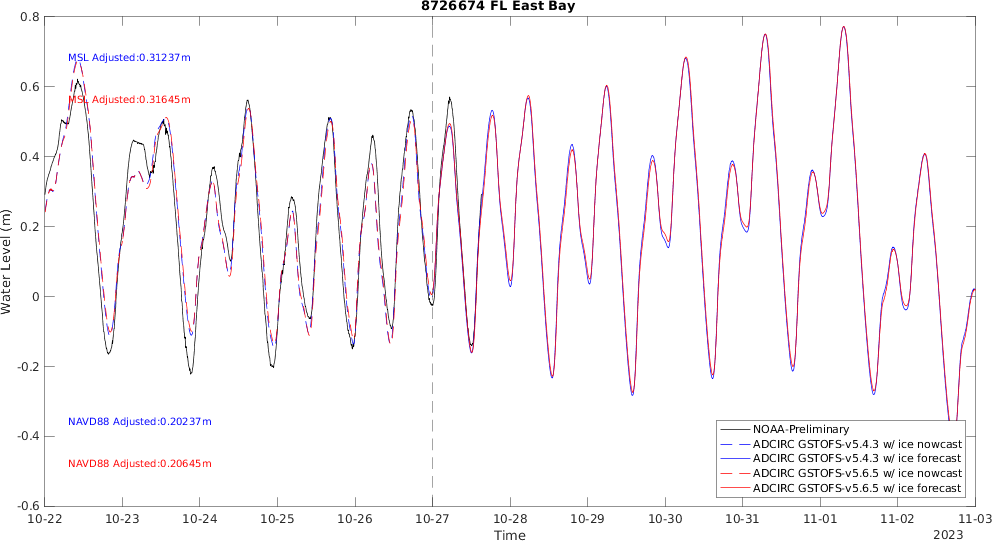 8726674 FL East Bay
0.8
0.6
0.4
0.2
0
-0.2
-0.4
-0.6
Water Level (m)
MSL Adjusted:0.31237m
MSL Adjusted:0.31645m
NAVD88 Adjusted:0.20237m
NAVD88 Adjusted:0.20645m
NOAA-Preliminary
ADCIRC GSTOFS-v5.4.3 w/ ice nowcast
ADCIRC GSTOFS-v5.4.3 w/ ice forecast
ADCIRC GSTOFS-v5.6.5 w/ ice nowcast
ADCIRC GSTOFS-v5.6.5 w/ ice forecast
10-22 10-23 10-24 10-25 10-26 10-27 10-28 10-29 10-30 10-31 11-01 11-02 11-03
Time
2023